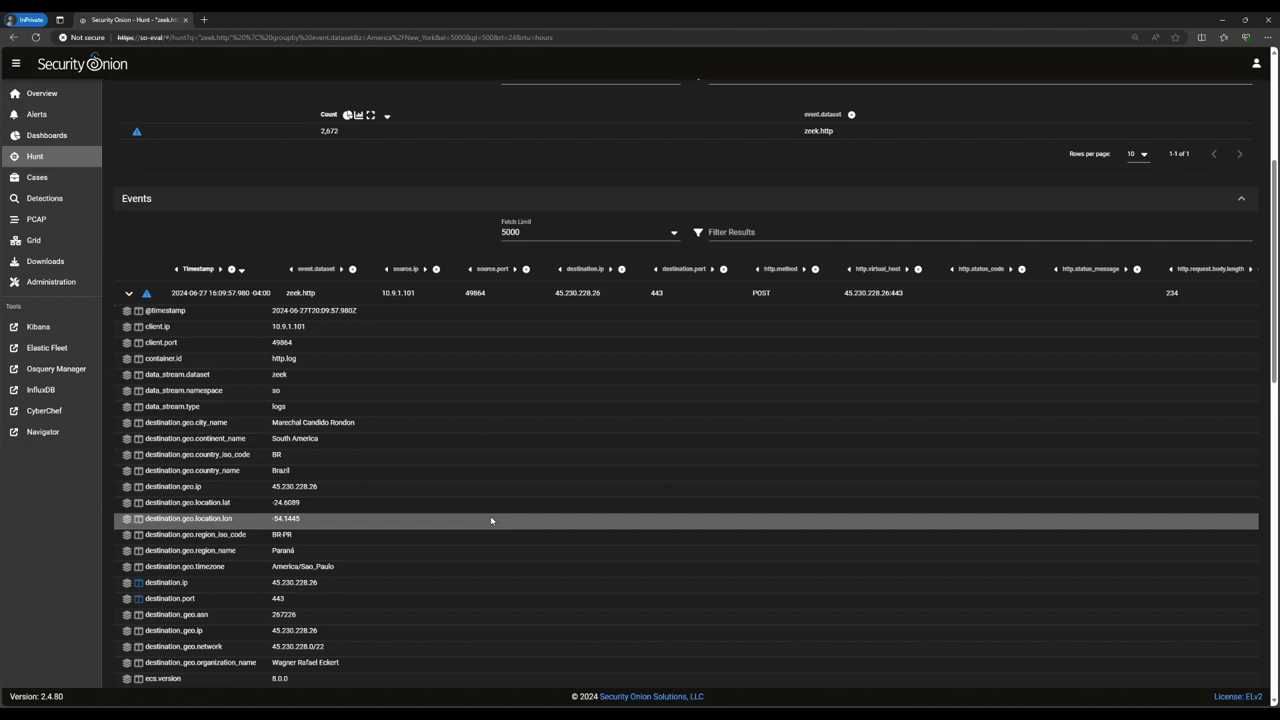 InPrivate
Security Onion - Hunt - "zeek.ht
Not secure
https://so-eval/#/hunt?q="zeek.http"%20%7C%20groupby%20event.dataset&z=America%2FNew_York&el=5000&gl=500&rt=24&rtu=hours
Security Onion
Overview
Alerts
Dashboards
Hunt
Cases
Detections
PCAP
Grid
Downloads
Administration
Tools
Kibana
Elastic Fleet
Osquery Manager
InfluxDB
CyberChef
Navigator
Count event.dataset
2,672 zeek.http
Rows per page: 10 1-1 of 1
Events
Fetch Limit
5000 Filter Results
Timestamp event.dataset source.ip source.port destination.ip destination.port http.method http.virtual_host http.status_code http.status_message http.request.body.length
2024-06-27 16:09:57.980 -04:00 zeek.http 10.9.1.101 49864 45.230.228.26 443 POST 45.230.228.26:443 234
@timestamp 2024-06-27T20:09:57.980Z
client.ip 10.9.1.101
client.port 49864
container.id http.log
data_stream.dataset zeek
data_stream.namespace so
data_stream.type logs
destination.geo.city_name Marechal Candido Rondon
destination.geo.continent_name South America
destination.geo.country_iso_code BR
destination.geo.country_name Brazil
destination.geo.ip 45.230.228.26
destination.geo.location.lat -24.6089
destination.geo.location.lon -54.1445
destination.geo.region_iso_code BR-PR
destination.geo.region_name Paraná
destination.geo.timezone America/Sao_Paulo
destination.ip 45.230.228.26
destination.port 443
destination_geo.asn 267226
destination_geo.ip 45.230.228.26
destination_geo.network 45.230.228.0/22
destination_geo.organization_name Wagner Rafael Eckert
ecs.version 8.0.0
Version: 2.4.80 © 2024 Security Onion Solutions, LLC License: ELv2